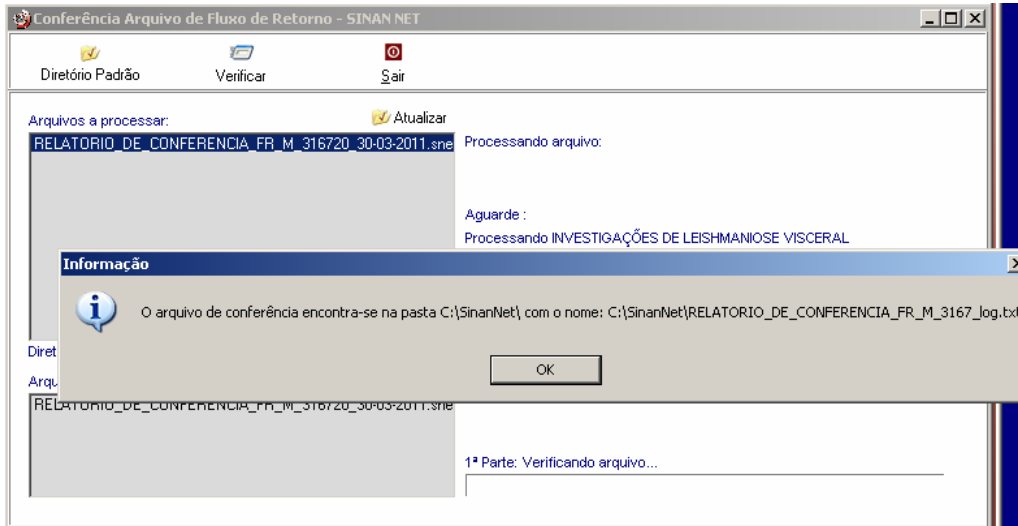 Conferência Arquivo de Fluxo de Retorno - SINAN NET
Diretório Padrão Verificar Sair
Arquivos a processar: Atualizar
RELATORIO_DE_CONFERENCIA_FR_M_316720_30-03-2011.sne
Processando arquivo:
Aguarde :
Processando INVESTIGAÇÕES DE LEISHMANIOSE VISCERAL
Informação
O arquivo de conferência encontra-se na pasta C:\SinanNet\ com o nome: C:\SinanNet\RELATORIO_DE_CONFERENCIA_FR_M_3167_log.txt
OK
Diret
Arqu
RELATORIO_DE_CONFERENCIA_FR_M_316720_30-03-2011.sne
1ª Parte: Verificando arquivo...